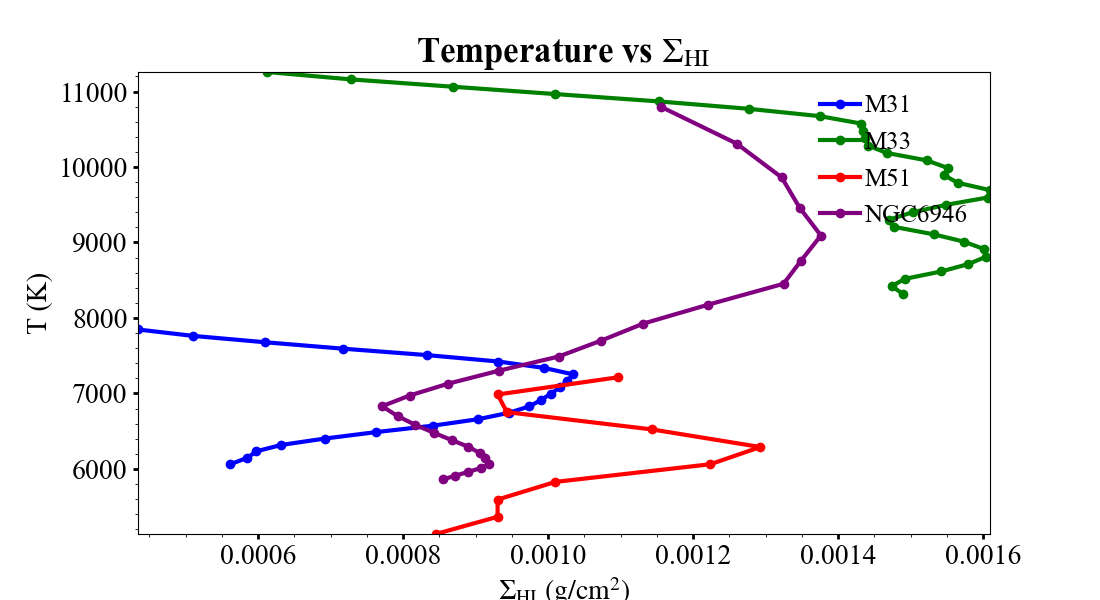 Temperature vs Σ_HI
M31
M33
M51
NGC6946
11000
10000
9000
8000
7000
6000
T (K)
0.0006 0.0008 0.0010 0.0012 0.0014 0.0016
Σ_HI (g/cm²)